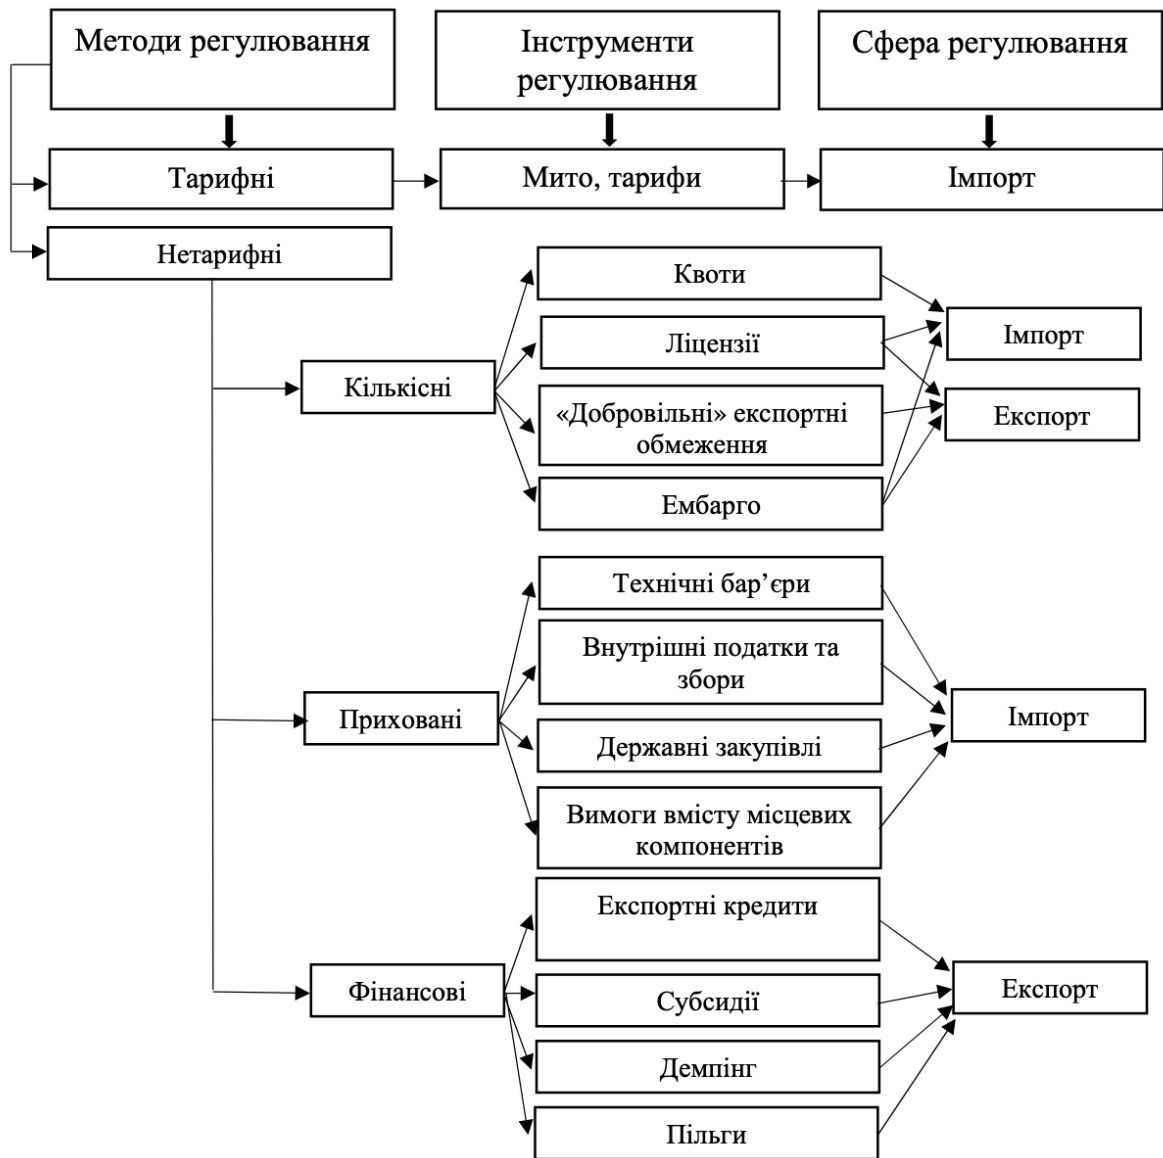 Методи регулювання
Інструменти
регулювання
Сфера регулювання
Тарифні
Мито, тарифи
Імпорт
Нетарифні
Квоти
Ліцензії
Імпорт
Кількісні
«Добровільні» експортні
обмеження
Експорт
Ембарго
Технічні бар’єри
Внутрішні податки та
збори
Приховані
Імпорт
Державні закупівлі
Вимоги вмісту місцевих
компонентів
Експортні кредити
Фінансові
Субсидії
Експорт
Демпінг
Пільги